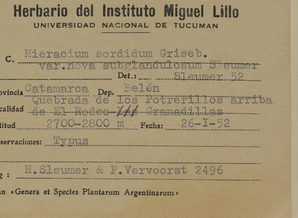 Herbario del Instituto Miguel Lillo
UNIVERSIDAD NACIONAL DE TUCUMAN
C. Hieracium sordidum Griseb.
var. nova subglandulosum Sleumer
Det.: Sleumer 52
ovincia Catamarca Dep. Belén
calidad Quebrada de los Potrerillos arriba
de El Rodeo Granadillas
itud 2700-2800 m Fecha: 26-I-52
ervaciones: Typus
g: H.Sleumer & F.Vervoorst 2496
an «Genera et Species Plantarum Argentinarum»